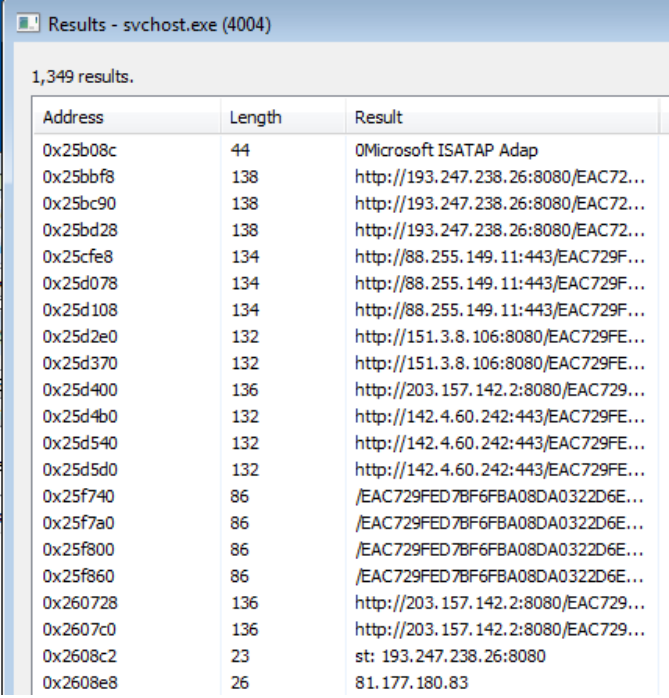 Results - svchost.exe (4004)
1,349 results.
Address Length Result
0x25b08c 44 0Microsoft ISATAP Adap
0x25bbf8 138 http://193.247.238.26:8080/EAC72...
0x25bc90 138 http://193.247.238.26:8080/EAC72...
0x25bd28 138 http://193.247.238.26:8080/EAC72...
0x25cfe8 134 http://88.255.149.11:443/EAC729F...
0x25d078 134 http://88.255.149.11:443/EAC729F...
0x25d108 134 http://88.255.149.11:443/EAC729F...
0x25d2e0 132 http://151.3.8.106:8080/EAC729FE...
0x25d370 132 http://151.3.8.106:8080/EAC729FE...
0x25d400 136 http://203.157.142.2:8080/EAC729...
0x25d4b0 132 http://142.4.60.242:443/EAC729FE...
0x25d540 132 http://142.4.60.242:443/EAC729FE...
0x25d5d0 132 http://142.4.60.242:443/EAC729FE...
0x25f740 86 /EAC729FED7BF6FBA08DA0322D6E...
0x25f7a0 86 /EAC729FED7BF6FBA08DA0322D6E...
0x25f800 86 /EAC729FED7BF6FBA08DA0322D6E...
0x25f860 86 /EAC729FED7BF6FBA08DA0322D6E...
0x260728 136 http://203.157.142.2:8080/EAC729...
0x2607c0 136 http://203.157.142.2:8080/EAC729...
0x2608c2 23 st: 193.247.238.26:8080
0x2608e8 26 81.177.180.83